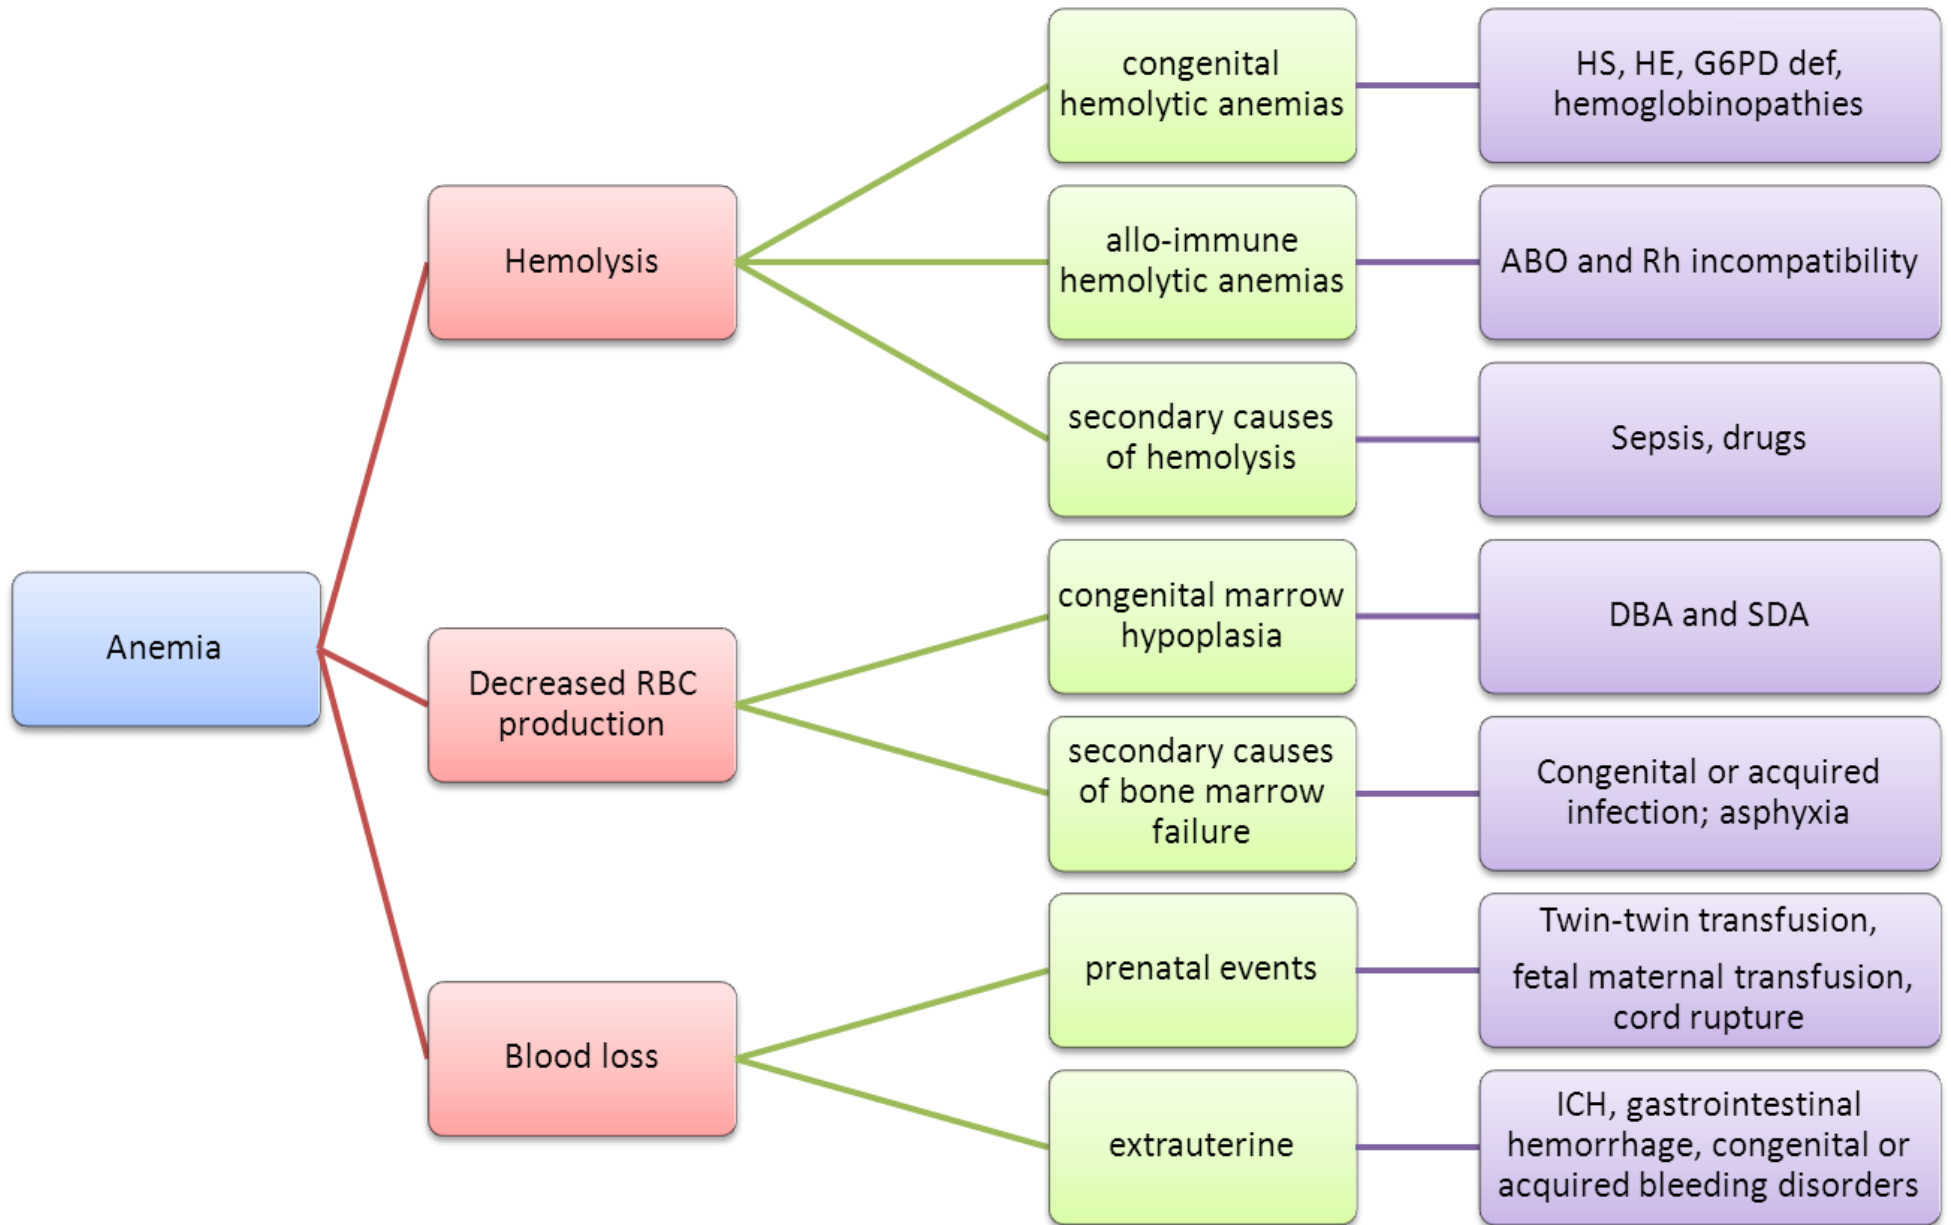 Anemia
Hemolysis
congenital
hemolytic anemias
HS, HE, G6PD def,
hemoglobinopathies
allo-immune
hemolytic anemias
ABO and Rh incompatibility
secondary causes
of hemolysis
Sepsis, drugs
Decreased RBC
production
congenital marrow
hypoplasia
DBA and SDA
secondary causes
of bone marrow
failure
Congenital or acquired
infection; asphyxia
Blood loss
prenatal events
Twin-twin transfusion,
fetal maternal transfusion,
cord rupture
extrauterine
ICH, gastrointestinal
hemorrhage, congenital or
acquired bleeding disorders